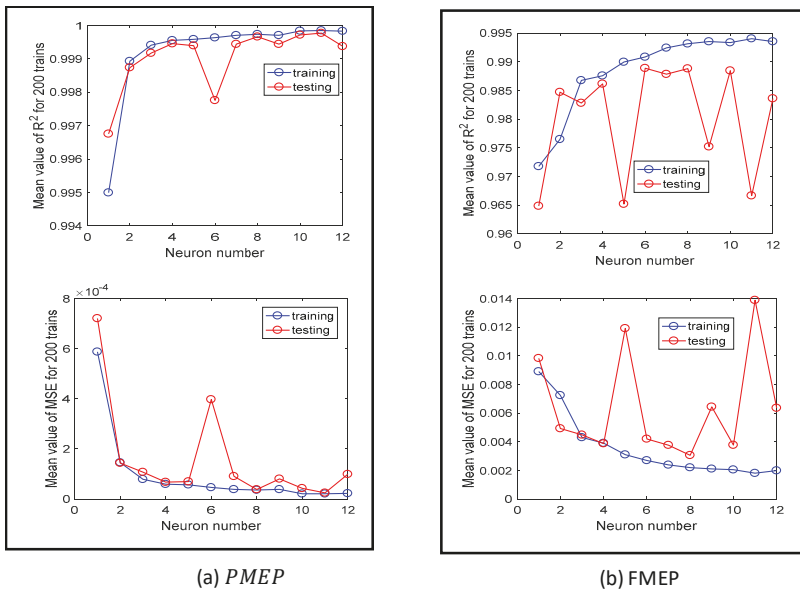 Mean value of R² for 200 trains
1
0.999
0.998
0.997
0.996
0.995
0.994
training
testing
0 2 4 6 8 10 12
Neuron number
Mean value of MSE for 200 trains
8 ×10⁻⁴
6
4
2
0
training
testing
0 2 4 6 8 10 12
Neuron number
(a) PMEP
Mean value of R² for 200 trains
0.995
0.99
0.985
0.98
0.975
0.97
0.965
0.96
training
testing
0 2 4 6 8 10 12
Neuron number
Mean value of MSE for 200 trains
0.014
0.012
0.01
0.008
0.006
0.004
0.002
0
training
testing
0 2 4 6 8 10 12
Neuron number
(b) FMEP